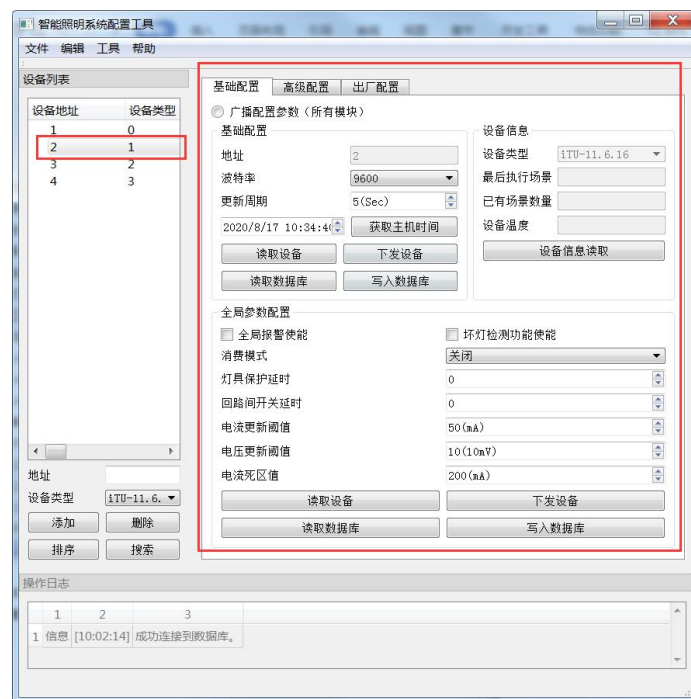 智能照明系统配置工具
文件 编辑 工具 帮助
设备列表
设备地址 设备类型
1 0
2 1
3 2
4 3
地址
设备类型 iTU-11.6.
添加 删除
排序 搜索
基础配置 高级配置 出厂配置
广播配置参数（所有模块）
基础配置
地址 2
波特率 9600
更新周期 5(Sec)
2020/8/17 10:34:4 获取主机时间
读取设备 下发设备
读取数据库 写入数据库
设备信息
设备类型 iTU-11.6.16
最后执行场景
已有场景数量
设备温度
设备信息读取
全局参数配置
全局报警使能 坏灯检测功能使能
消费模式 关闭
灯具保护延时 0
回路间开关延时 0
电流更新阈值 50(mA)
电压更新阈值 10(10mV)
电流死区值 200(mA)
读取设备 下发设备
读取数据库 写入数据库
操作日志
1 2 3
1 信息 [10:02:14] 成功连接到数据库。